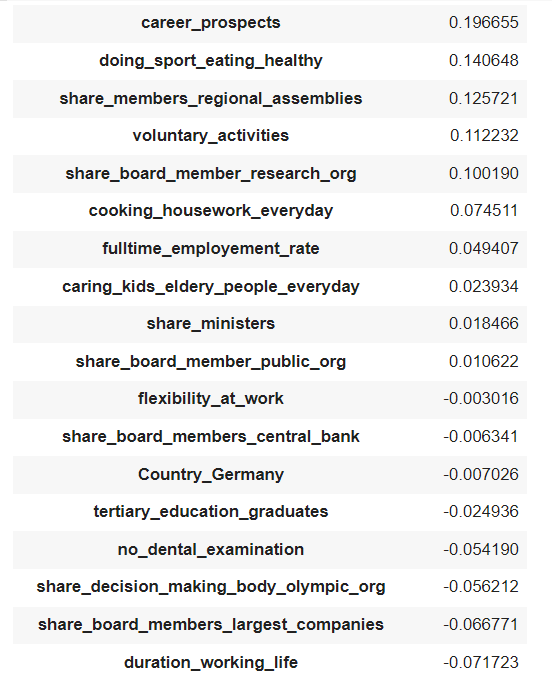 career_prospects 0.196655
doing_sport_eating_healthy 0.140648
share_members_regional_assemblies 0.125721
voluntary_activities 0.112232
share_board_member_research_org 0.100190
cooking_housework_everyday 0.074511
fulltime_employement_rate 0.049407
caring_kids_eldery_people_everyday 0.023934
share_ministers 0.018466
share_board_member_public_org 0.010622
flexibility_at_work -0.003016
share_board_members_central_bank -0.006341
Country_Germany -0.007026
tertiary_education_graduates -0.024936
no_dental_examination -0.054190
share_decision_making_body_olympic_org -0.056212
share_board_members_largest_companies -0.066771
duration_working_life -0.071723